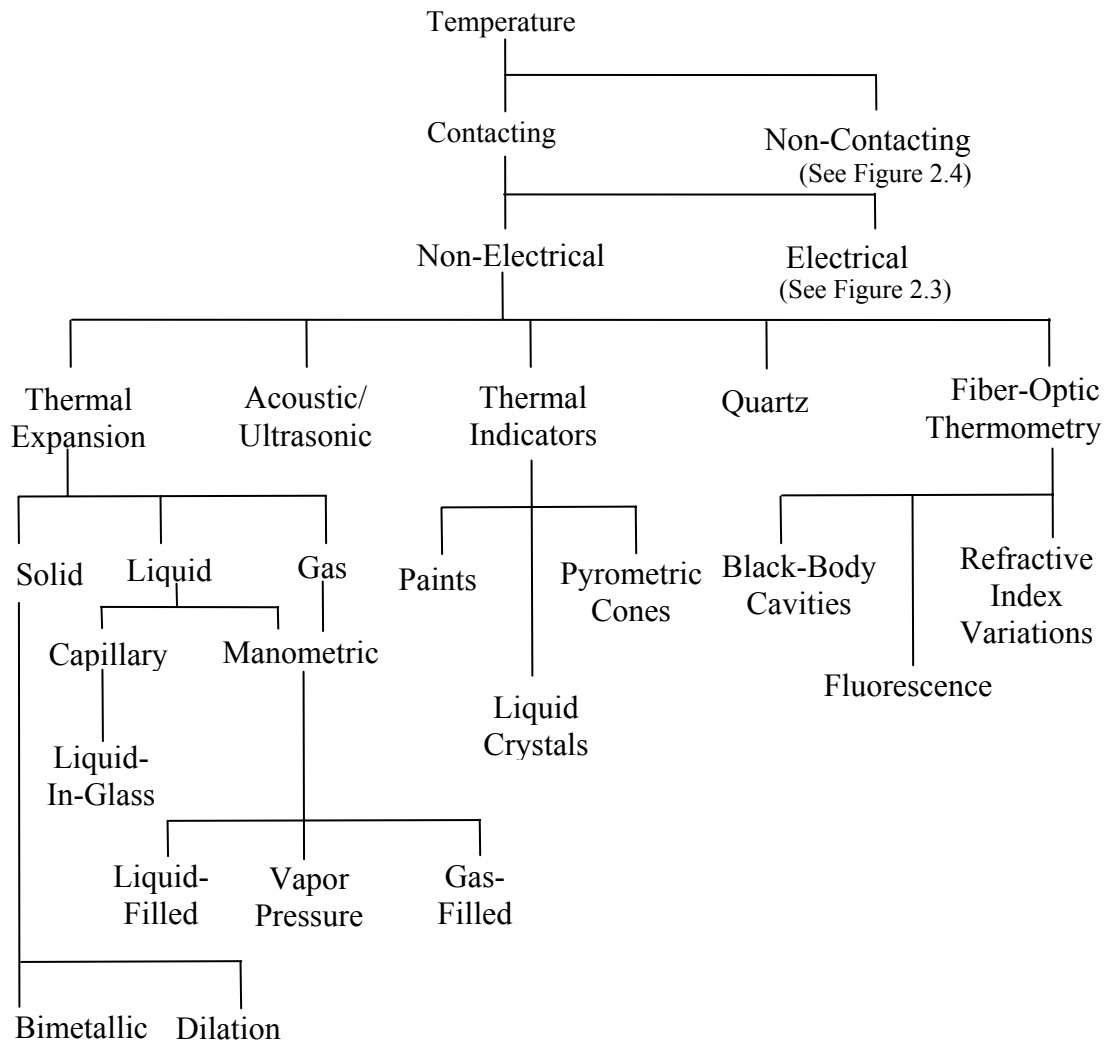 Temperature
Contacting
Non-Contacting
(See Figure 2.4)
Non-Electrical
Electrical
(See Figure 2.3)
Thermal
Expansion
Acoustic/
Ultrasonic
Thermal
Indicators
Quartz
Fiber-Optic
Thermometry
Solid
Liquid
Gas
Paints
Pyrometric
Cones
Black-Body
Cavities
Refractive
Index
Variations
Capillary
Manometric
Fluorescence
Liquid
Crystals
Liquid-
In-Glass
Liquid-
Filled
Vapor
Pressure
Gas-
Filled
Bimetallic
Dilation